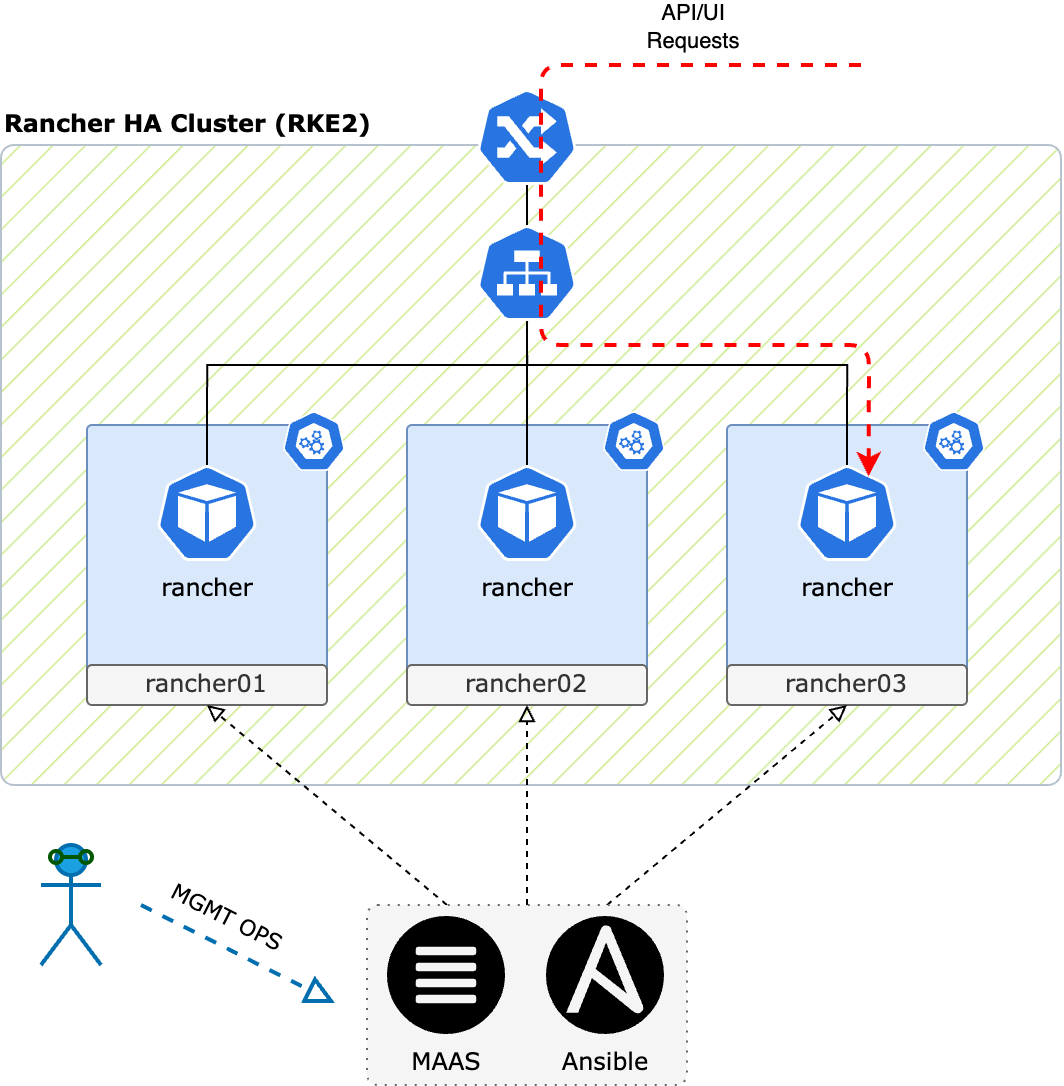 API/UI
Requests
Rancher HA Cluster (RKE2)
rancher
rancher
rancher
rancher01
rancher02
rancher03
MGMT OPS
MAAS
Ansible